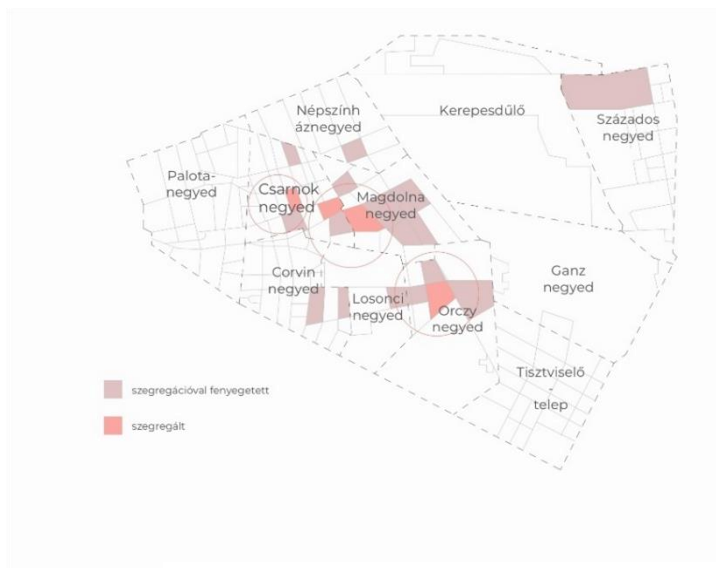 Népszính
áznegyed
Kerepesdűlő
Százados
negyed
Palota-
negyed
Csarnok
negyed
Magdolna
negyed
Corvin
negyed
Losonci
negyed
Orczy
negyed
Ganz
negyed
Tisztviselő
-
telep
szegregációval fenyegetett
szegregált